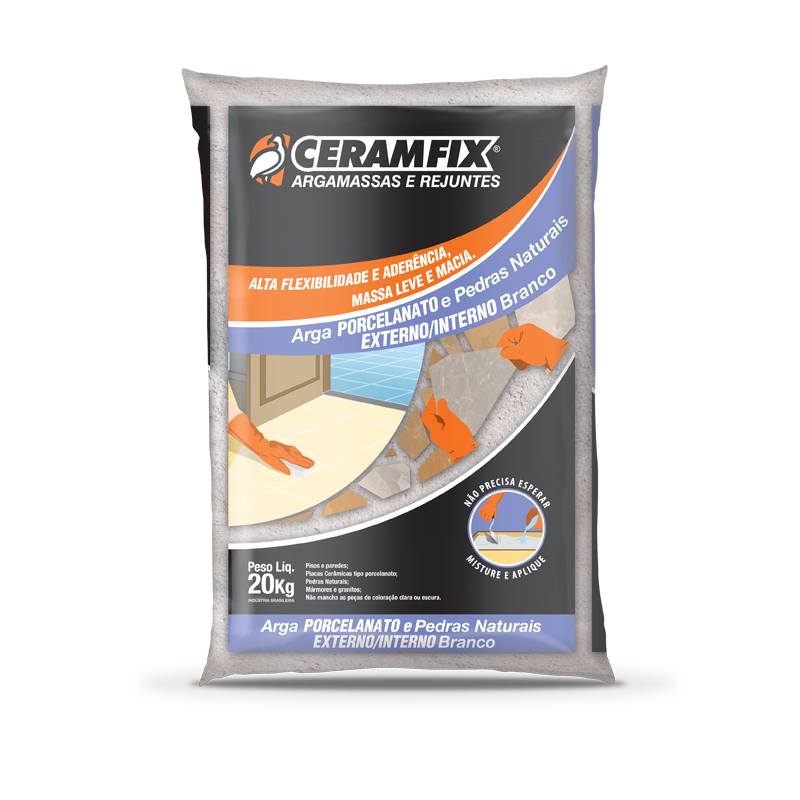 CERAMFIX®
ARGAMASSAS E REJUNTES
ALTA FLEXIBILIDADE E ADERÊNCIA,
MASSA LEVE E MACIA.
Arga PORCELANATO e Pedras Naturais
EXTERNO/INTERNO Branco
NÃO PRECISA ESPERAR
MISTURE E APLIQUE
Peso Líq.
20Kg
INDÚSTRIA BRASILEIRA
Pisos e paredes;
Placas Cerâmicas tipo porcelanato;
Pedras Naturais;
Mármores e granitos;
Não mancha as peças de coloração clara ou escura.
Arga PORCELANATO e Pedras Naturais
EXTERNO/INTERNO Branco